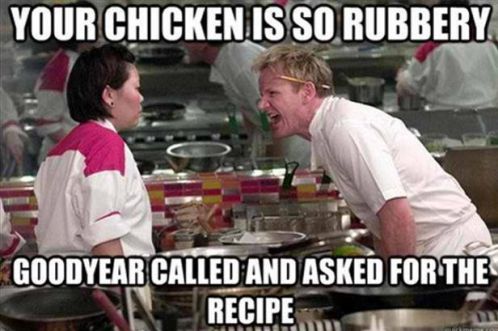 YOUR CHICKEN IS SO RUBBERY
GOODYEAR CALLED AND ASKED FOR THE
RECIPE